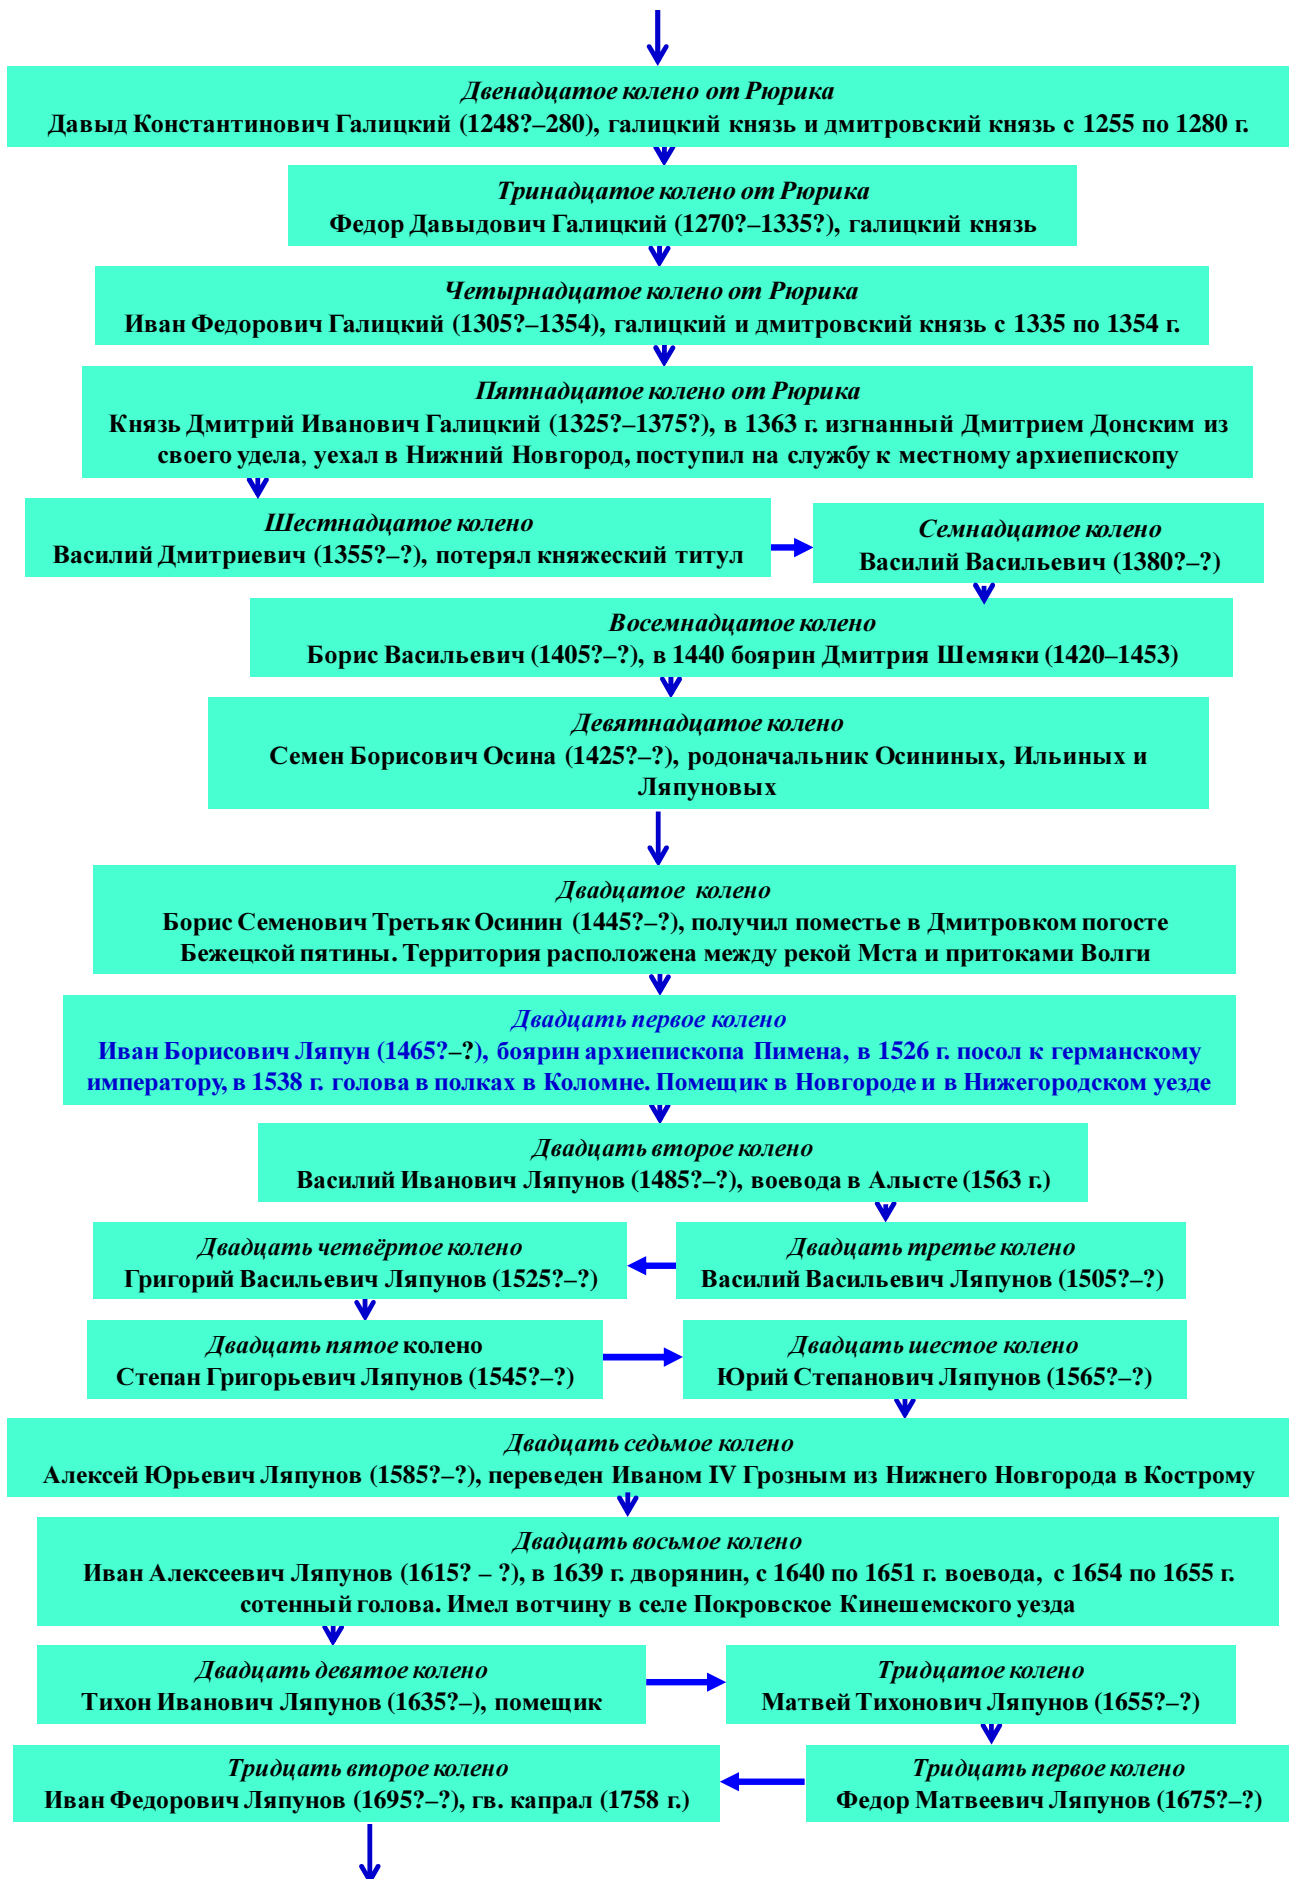 Двенадцатое колено от Рюрика
Давыд Константинович Галицкий (1248?–280), галицкий князь и дмитровский князь с 1255 по 1280 г.
Тринадцатое колено от Рюрика
Федор Давыдович Галицкий (1270?–1335?), галицкий князь
Четырнадцатое колено от Рюрика
Иван Федорович Галицкий (1305?–1354), галицкий и дмитровский князь с 1335 по 1354 г.
Пятнадцатое колено от Рюрика
Князь Дмитрий Иванович Галицкий (1325?–1375?), в 1363 г. изгнанный Дмитрием Донским из
своего удела, уехал в Нижний Новгород, поступил на службу к местному архиепископу
Шестнадцатое колено
Василий Дмитриевич (1355?–?), потерял княжеский титул
Семнадцатое колено
Василий Васильевич (1380?–?)
Восемнадцатое колено
Борис Васильевич (1405?–?), в 1440 боярин Дмитрия Шемяки (1420–1453)
Девятнадцатое колено
Семен Борисович Осина (1425?–?), родоначальник Осининых, Ильиных и
Ляпуновых
Двадцатое колено
Борис Семенович Третьяк Осинин (1445?–?), получил поместье в Дмитровком погосте
Бежецкой пятины. Территория расположена между рекой Мста и притоками Волги
Двадцать первое колено
Иван Борисович Ляпун (1465?–?), боярин архиепископа Пимена, в 1526 г. посол к германскому
императору, в 1538 г. голова в полках в Коломне. Помещик в Новгороде и в Нижегородском уезде
Двадцать второе колено
Василий Иванович Ляпунов (1485?–?), воевода в Алысте (1563 г.)
Двадцать четвёртое колено
Григорий Васильевич Ляпунов (1525?–?)
Двадцать третье колено
Василий Васильевич Ляпунов (1505?–?)
Двадцать пятое колено
Степан Григорьевич Ляпунов (1545?–?)
Двадцать шестое колено
Юрий Степанович Ляпунов (1565?–?)
Двадцать седьмое колено
Алексей Юрьевич Ляпунов (1585?–?), переведен Иваном IV Грозным из Нижнего Новгорода в Кострому
Двадцать восьмое колено
Иван Алексеевич Ляпунов (1615? – ?), в 1639 г. дворянин, с 1640 по 1651 г. воевода, с 1654 по 1655 г.
сотенный голова. Имел вотчину в селе Покровское Кинешемского уезда
Двадцать девятое колено
Тихон Иванович Ляпунов (1635?–), помещик
Тридцатое колено
Матвей Тихонович Ляпунов (1655?–?)
Тридцать второе колено
Иван Федорович Ляпунов (1695?–?), гв. капрал (1758 г.)
Тридцать первое колено
Федор Матвеевич Ляпунов (1675?–?)